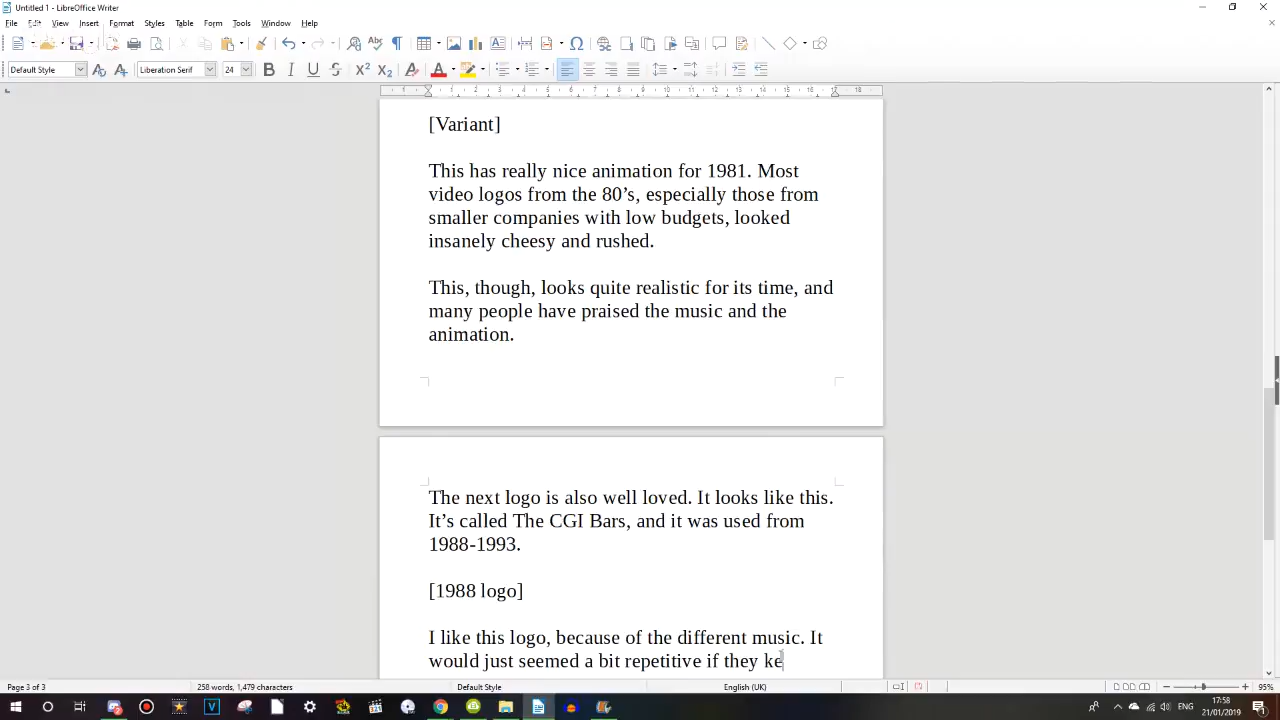 Untitled 1 - LibreOffice Writer
File Edit View Insert Format Styles Table Form Tools Window Help
Default Style Liberation Serif 24
[Variant]
This has really nice animation for 1981. Most
video logos from the 80’s, especially those from
smaller companies with low budgets, looked
insanely cheesy and rushed.
This, though, looks quite realistic for its time, and
many people have praised the music and the
animation.
The next logo is also well loved. It looks like this.
It’s called The CGI Bars, and it was used from
1988-1993.
[1988 logo]
I like this logo, because of the different music. It
would just seemed a bit repetitive if they ke
Page 3 of 3 258 words, 1,479 characters Default Style English (UK) 95%
ENG 17:58
21/01/2019